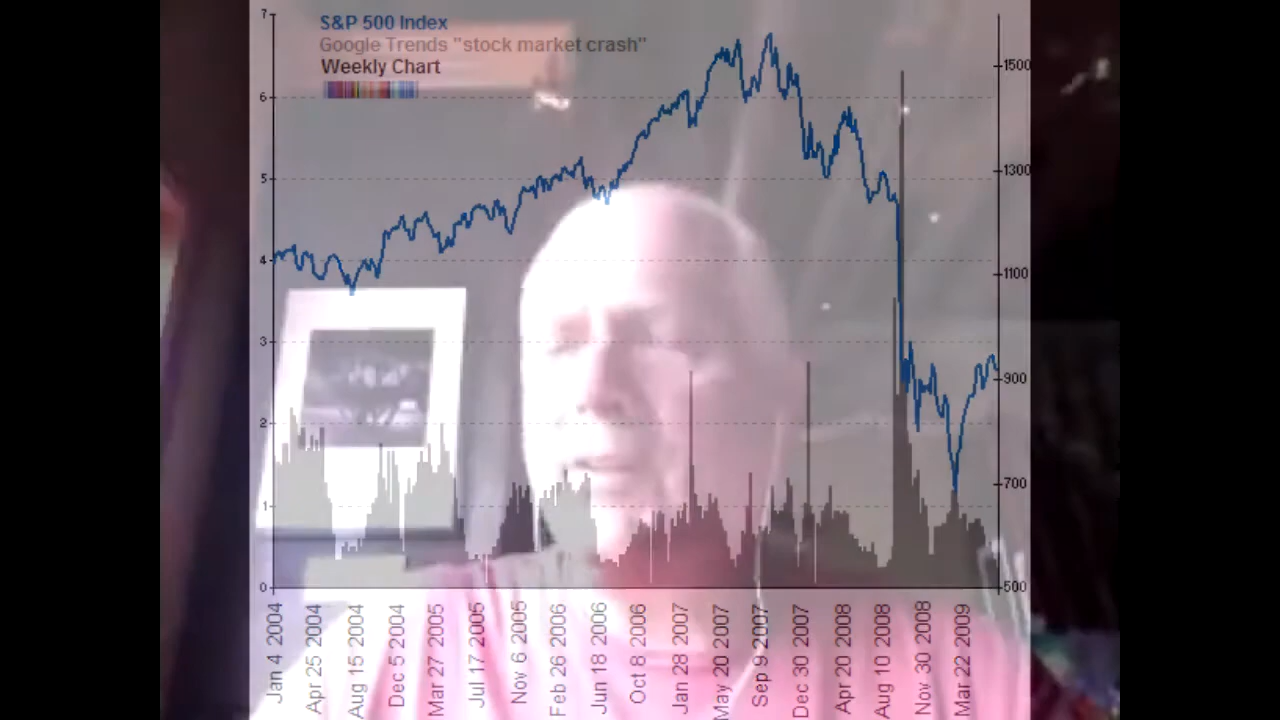 S&P 500 Index
Google Trends "stock market crash"
Weekly Chart
7
6
5
4
3
2
1
0
1500
1300
1100
900
700
500
Jan 4 2004
Apr 25 2004
Aug 15 2004
Dec 5 2004
Mar 27 2005
Jul 17 2005
Nov 6 2005
Feb 26 2006
Jun 18 2006
Oct 8 2006
Jan 28 2007
May 20 2007
Sep 9 2007
Dec 30 2007
Apr 20 2008
Aug 10 2008
Nov 30 2008
Mar 22 2009